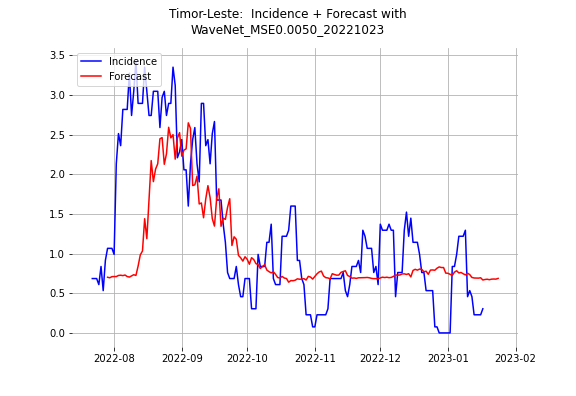 Timor-Leste:  Incidence + Forecast with
WaveNet_MSE0.0050_20221023
Incidence
Forecast
3.5
3.0
2.5
2.0
1.5
1.0
0.5
0.0
2022-08 2022-09 2022-10 2022-11 2022-12 2023-01 2023-02